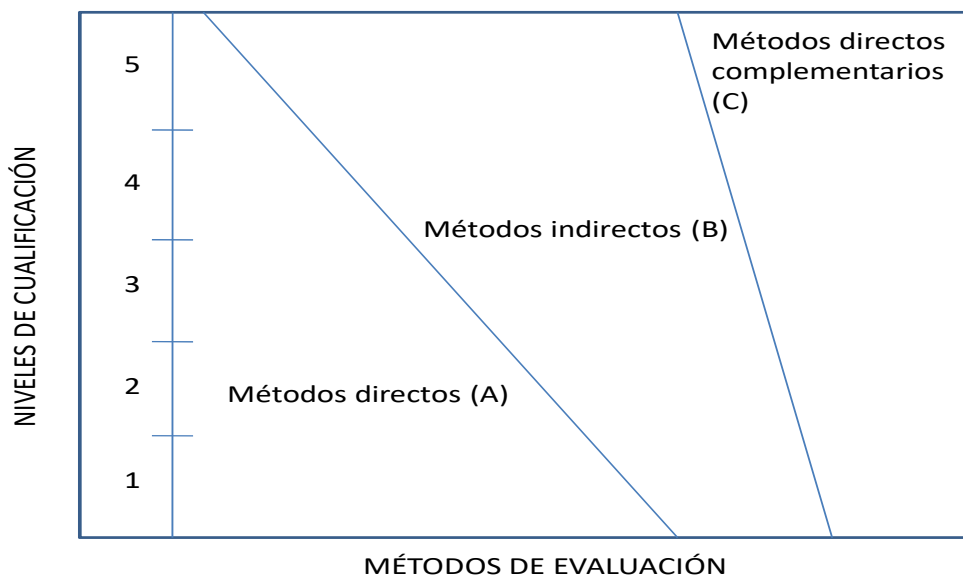 NIVELES DE CUALIFICACIÓN
5
4
3
2
1
Métodos directos
complementarios
(C)
Métodos indirectos (B)
Métodos directos (A)
MÉTODOS DE EVALUACIÓN